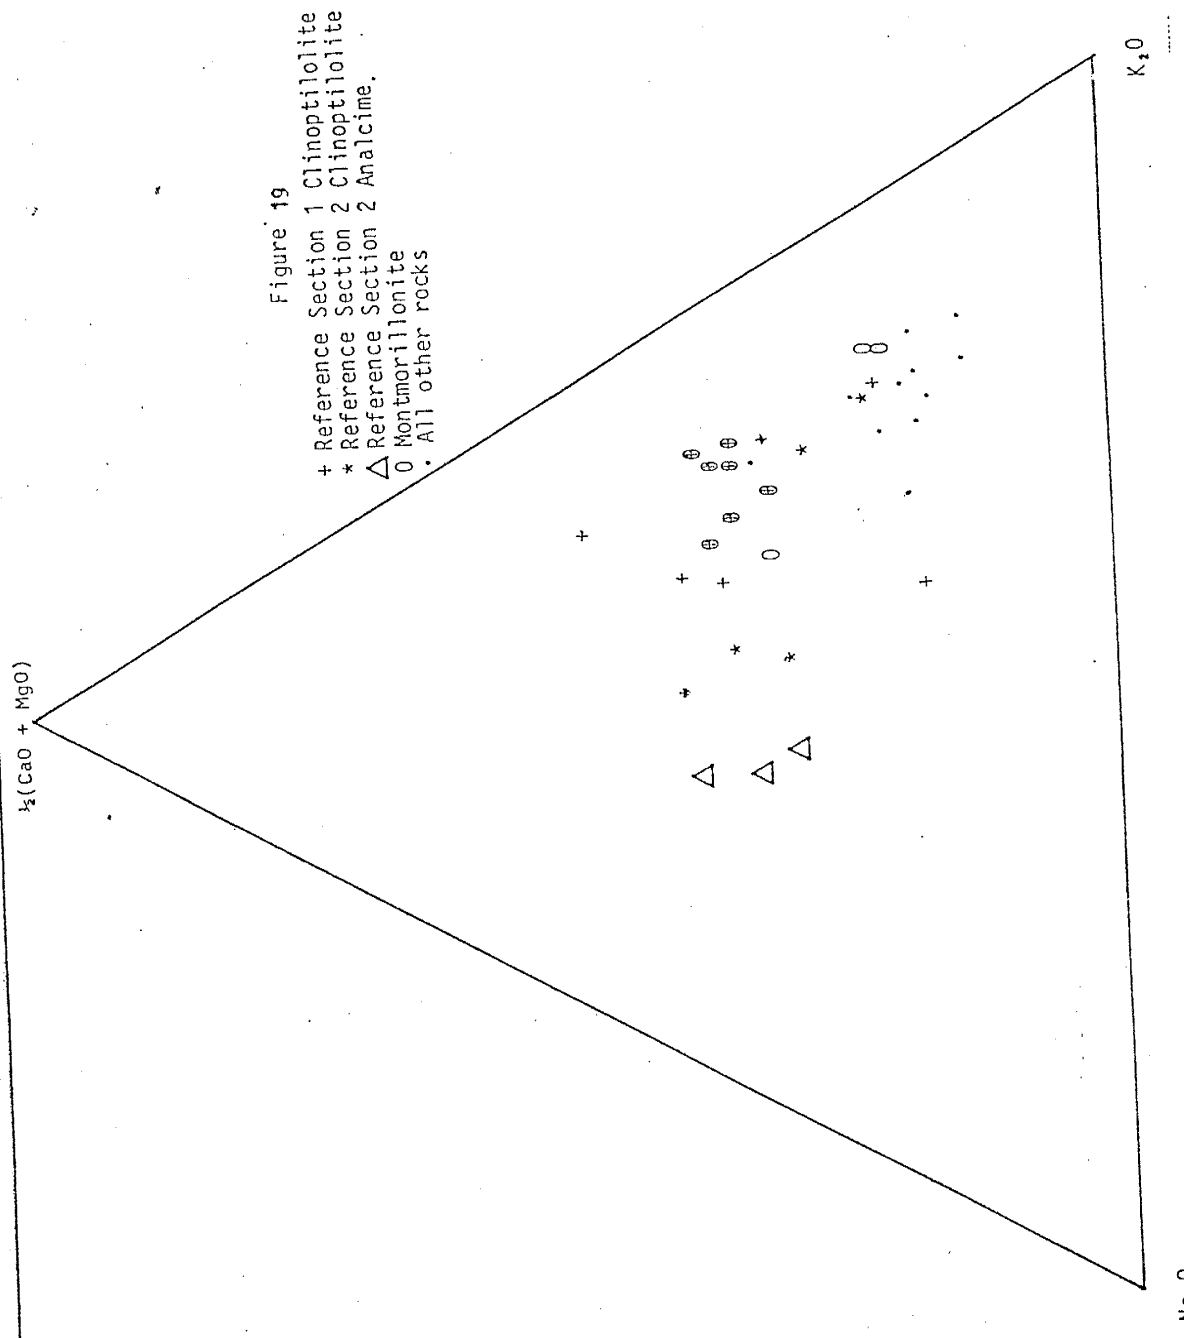 ½(CaO + MgO)
Figure 19
+ Reference Section 1 Clinoptilolite
* Reference Section 2 Clinoptilolite
△ Reference Section 2 Analcime.
0 Montmorillonite
. All other rocks
K₂O